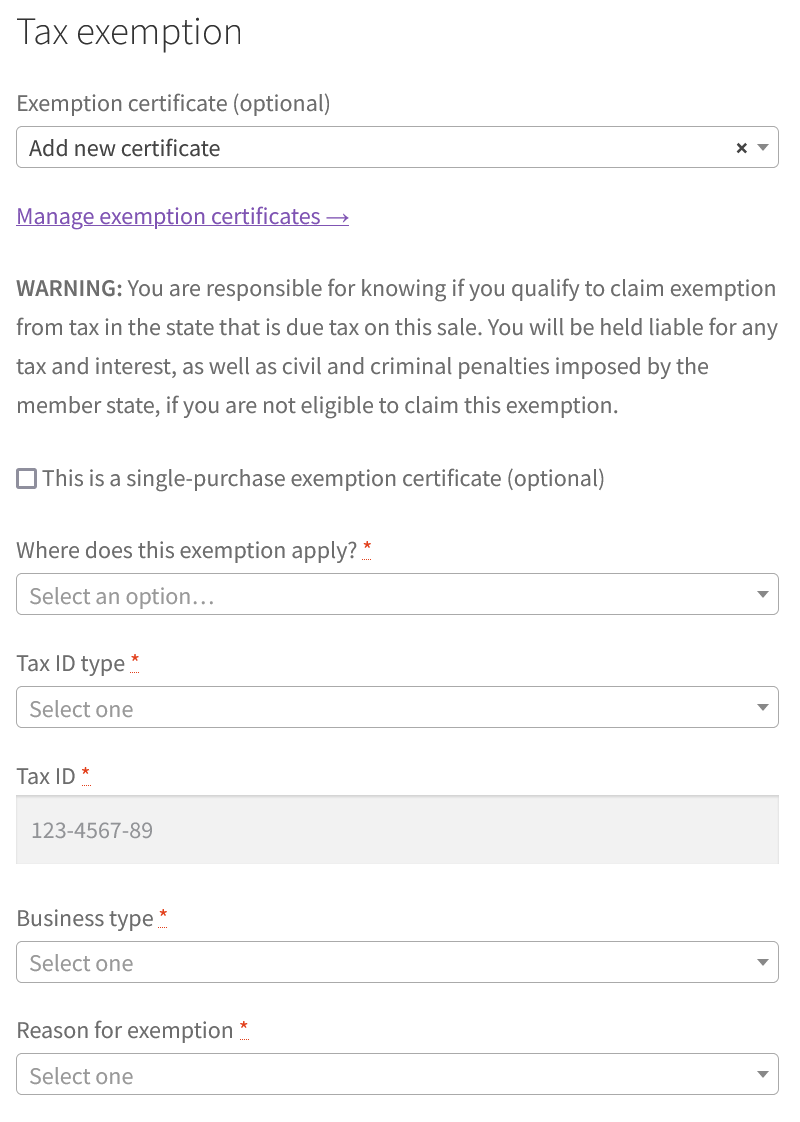 Tax exemption
Exemption certificate (optional)
Add new certificate × 
Manage exemption certificates →
WARNING: You are responsible for knowing if you qualify to claim exemption
from tax in the state that is due tax on this sale. You will be held liable for any
tax and interest, as well as civil and criminal penalties imposed by the
member state, if you are not eligible to claim this exemption.
This is a single-purchase exemption certificate (optional)
Where does this exemption apply? *
Select an option…
Tax ID type *
Select one
Tax ID *
123-4567-89
Business type *
Select one
Reason for exemption *
Select one